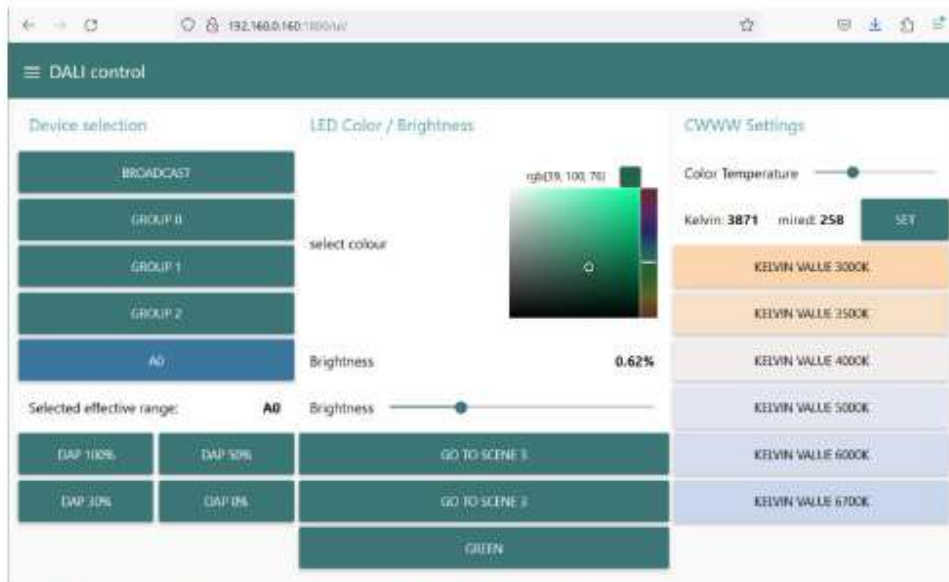 192.168.0.160:1880/ui/
DALI control
Device selection
BROADCAST
GROUP 0
GROUP 1
GROUP 2
A0
Selected effective range: A0
DAP 100% DAP 50%
DAP 30% DAP 0%
LED Color / Brightness
rgb(39, 100, 76)
select colour
Brightness 0.62%
Brightness
GO TO SCENE 3
GO TO SCENE 3
GREEN
CWWW Settings
Color Temperature
Kelvin: 3871 mired: 258 SET
KELVIN VALUE 3000K
KELVIN VALUE 3500K
KELVIN VALUE 4000K
KELVIN VALUE 5000K
KELVIN VALUE 6000K
KELVIN VALUE 6700K